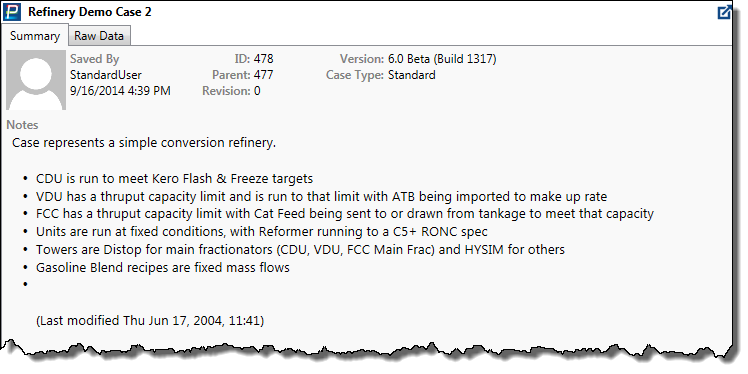 Refinery Demo Case 2
Summary Raw Data
Saved By ID: 478 Version: 6.0 Beta (Build 1317)
StandardUser Parent: 477 Case Type: Standard
9/16/2014 4:39 PM Revision: 0
Notes
Case represents a simple conversion refinery.
• CDU is run to meet Kero Flash & Freeze targets
• VDU has a thruput capacity limit and is run to that limit with ATB being imported to make up rate
• FCC has a thruput capacity limit with Cat Feed being sent to or drawn from tankage to meet that capacity
• Units are run at fixed conditions, with Reformer running to a C5+ RONC spec
• Towers are Distop for main fractionators (CDU, VDU, FCC Main Frac) and HYSIM for others
• Gasoline Blend recipes are fixed mass flows
•
(Last modified Thu Jun 17, 2004, 11:41)